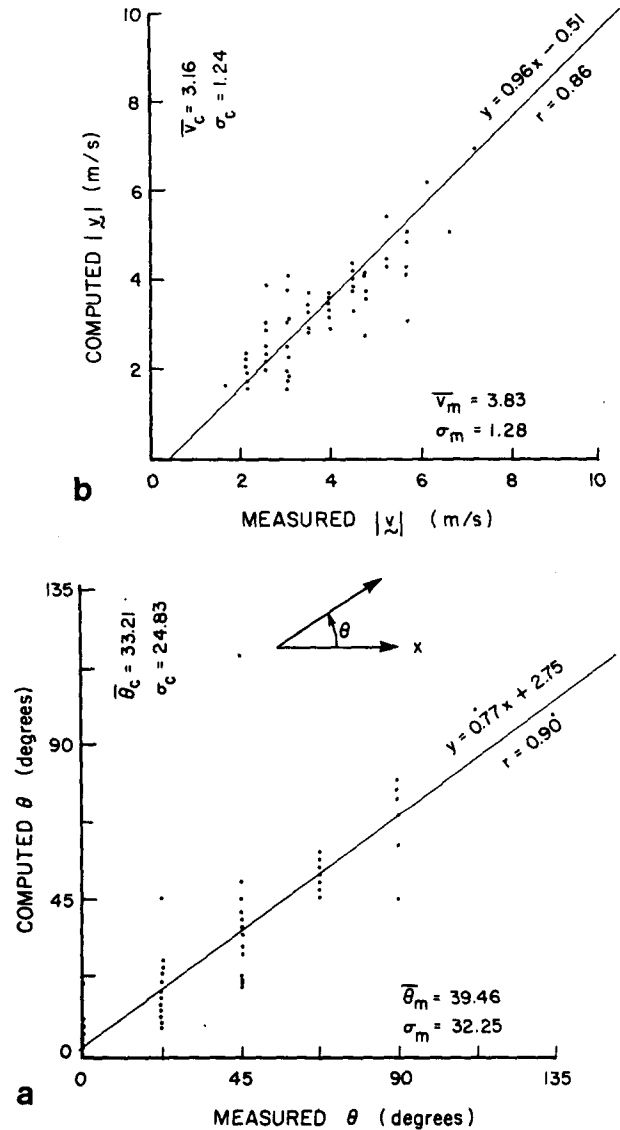 10
8
6
4
2
0 2 4 6 8 10
COMPUTED |v| (m/s)
v̅c = 3.16
σc = 1.24
y = 0.96x − 0.51
r = 0.86
v̅m = 3.83
σm = 1.28
b
MEASURED |v| (m/s)
135
90
45
0
0 45 90 135
COMPUTED θ (degrees)
θ̅c = 33.21
σc = 24.83
θ
x
y = 0.77x + 2.75
r = 0.90
θ̅m = 39.46
σm = 32.25
a
MEASURED θ (degrees)